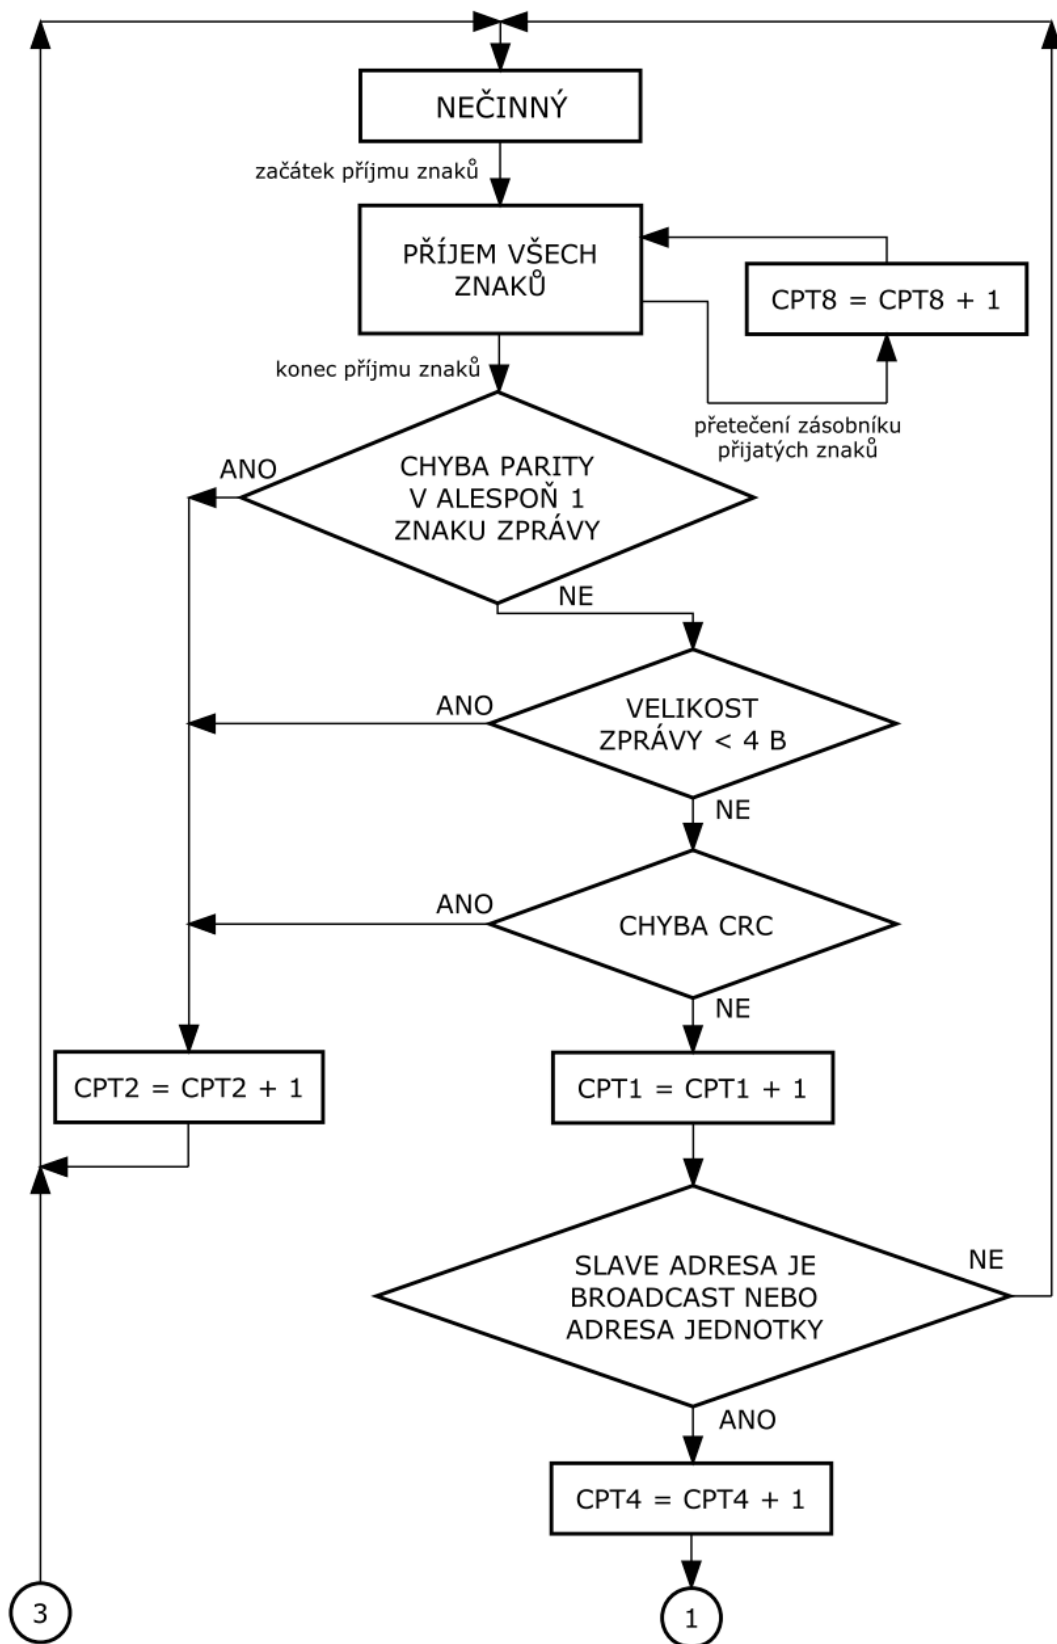 NEČINNÝ
začátek příjmu znaků
PŘÍJEM VŠECH
ZNAKŮ
CPT8 = CPT8 + 1
konec příjmu znaků
přetečení zásobníku
přijatých znaků
ANO
CHYBA PARITY
V ALESPOŇ 1
ZNAKU ZPRÁVY
NE
ANO
VELIKOST
ZPRÁVY < 4 B
NE
ANO
CHYBA CRC
NE
CPT2 = CPT2 + 1
CPT1 = CPT1 + 1
SLAVE ADRESA JE
BROADCAST NEBO
ADRESA JEDNOTKY
NE
ANO
CPT4 = CPT4 + 1
3
1